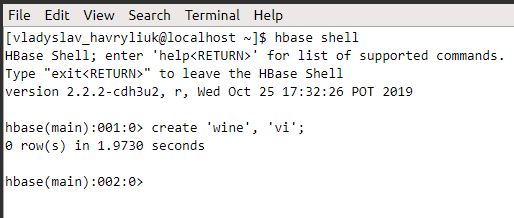 File Edit Search Terminal Help
[vladyslav_havryliuk@localhost ~]$ hbase shell
HBase Shell; enter 'help<RETURN>' for list of supported commands.
Type "exit<RETURN>" to leave the HBase Shell
version 2.2.2-cdh3u2, r, Wed Oct 25 17:32:26 POT 2019
hbase(main):001:0> create 'wine', 'vi';
0 row(s) in 1.9730 seconds
hbase(main):002:0>